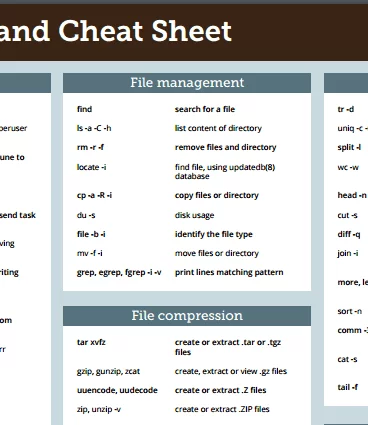 and Cheat Sheet
peruser
une to
send task
ving
riting
om
rr
File management
find search for a file
ls -a -C -h list content of directory
rm -r -f remove files and directory
locate -i find file, using updatedb(8)
database
cp -a -R -i copy files or directory
du -s disk usage
file -b -i identify the file type
mv -f -i move files or directory
grep, egrep, fgrep -i -v print lines matching pattern
File compression
tar xvfz create or extract .tar or .tgz
files
gzip, gunzip, zcat create, extract or view .gz files
uuencode, uudecode create or extract .Z files
zip, unzip -v create or extract .ZIP files
tr -d
uniq -c -
split -l
wc -w
head -n
cut -s
diff -q
join -i
more, le
sort -n
comm -3
cat -s
tail -f